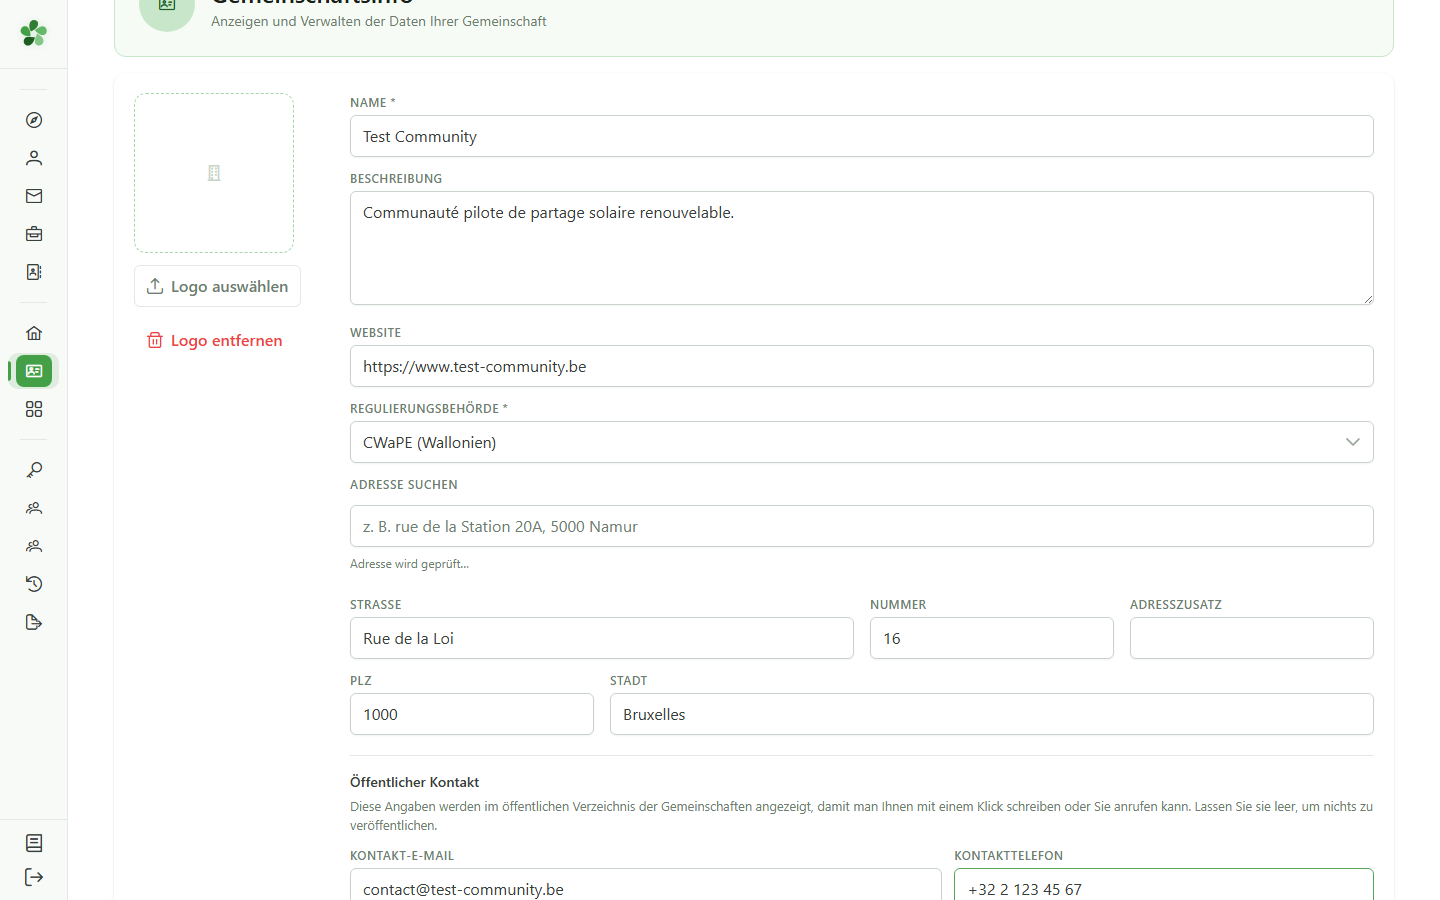 Gemeinschaftsinfo
Anzeigen und Verwalten der Daten Ihrer Gemeinschaft
Logo auswählen
Logo entfernen
NAME *
Test Community
BESCHREIBUNG
Communauté pilote de partage solaire renouvelable.
WEBSITE
https://www.test-community.be
REGULIERUNGSBEHÖRDE *
CWaPE (Wallonien)
ADRESSE SUCHEN
z. B. rue de la Station 20A, 5000 Namur
Adresse wird geprüft...
STRASSE
NUMMER
ADRESSZUSATZ
Rue de la Loi
16
PLZ
STADT
1000
Bruxelles
Öffentlicher Kontakt
Diese Angaben werden im öffentlichen Verzeichnis der Gemeinschaften angezeigt, damit man Ihnen mit einem Klick schreiben oder Sie anrufen kann. Lassen Sie sie leer, um nichts zu
veröffentlichen.
KONTAKT-E-MAIL
KONTAKTTELEFON
contact@test-community.be
+32 2 123 45 67